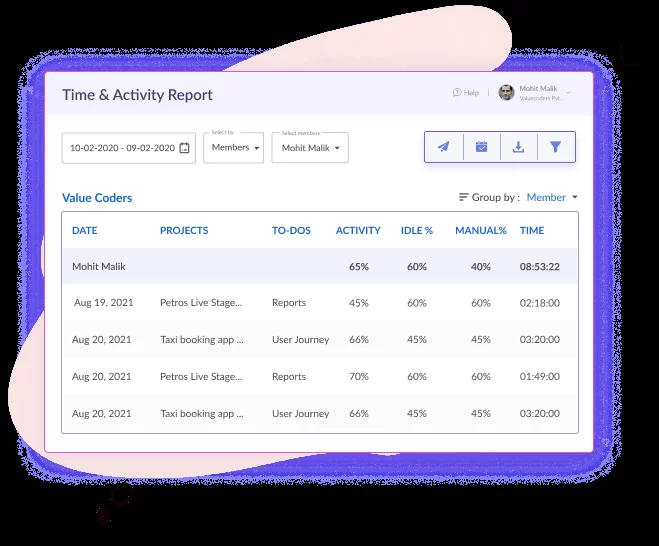 Time & Activity Report
Help
Mohit Malik
Valuecoders Pvt...
Select by
Select members
10-02-2020 - 09-02-2020
Members
Mohit Malik
Value Coders
Group by : Member
DATE PROJECTS TO-DOS ACTIVITY IDLE % MANUAL% TIME
Mohit Malik 65% 60% 40% 08:53:22
Aug 19, 2021 Petros Live Stage... Reports 45% 60% 60% 02:18:00
Aug 20, 2021 Taxi booking app ... User Journey 66% 45% 45% 03:20:00
Aug 20, 2021 Petros Live Stage... Reports 70% 60% 60% 01:49:00
Aug 20, 2021 Taxi booking app ... User Journey 66% 45% 45% 03:20:00